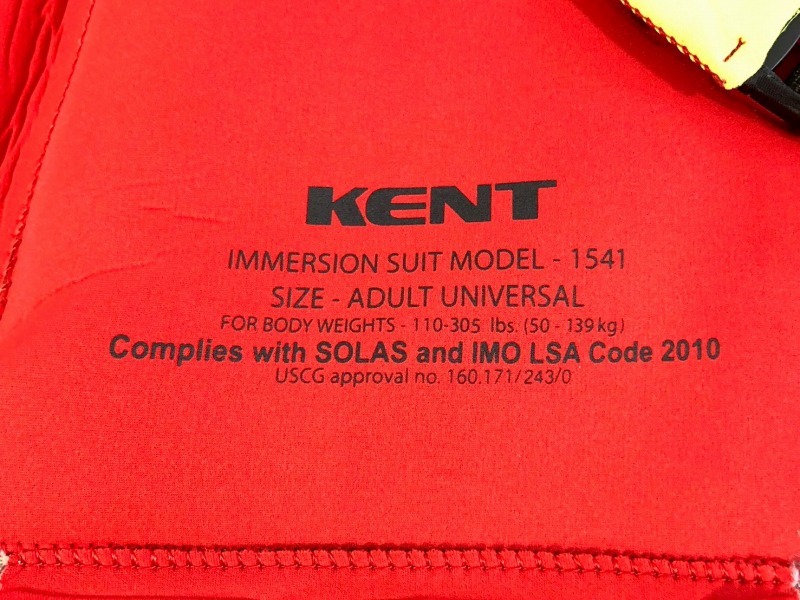 KENT
IMMERSION SUIT MODEL - 1541
SIZE - ADULT UNIVERSAL
FOR BODY WEIGHTS - 110-305 lbs. (50 - 139 kg)
Complies with SOLAS and IMO LSA Code 2010
USCG approval no. 160.171/243/0